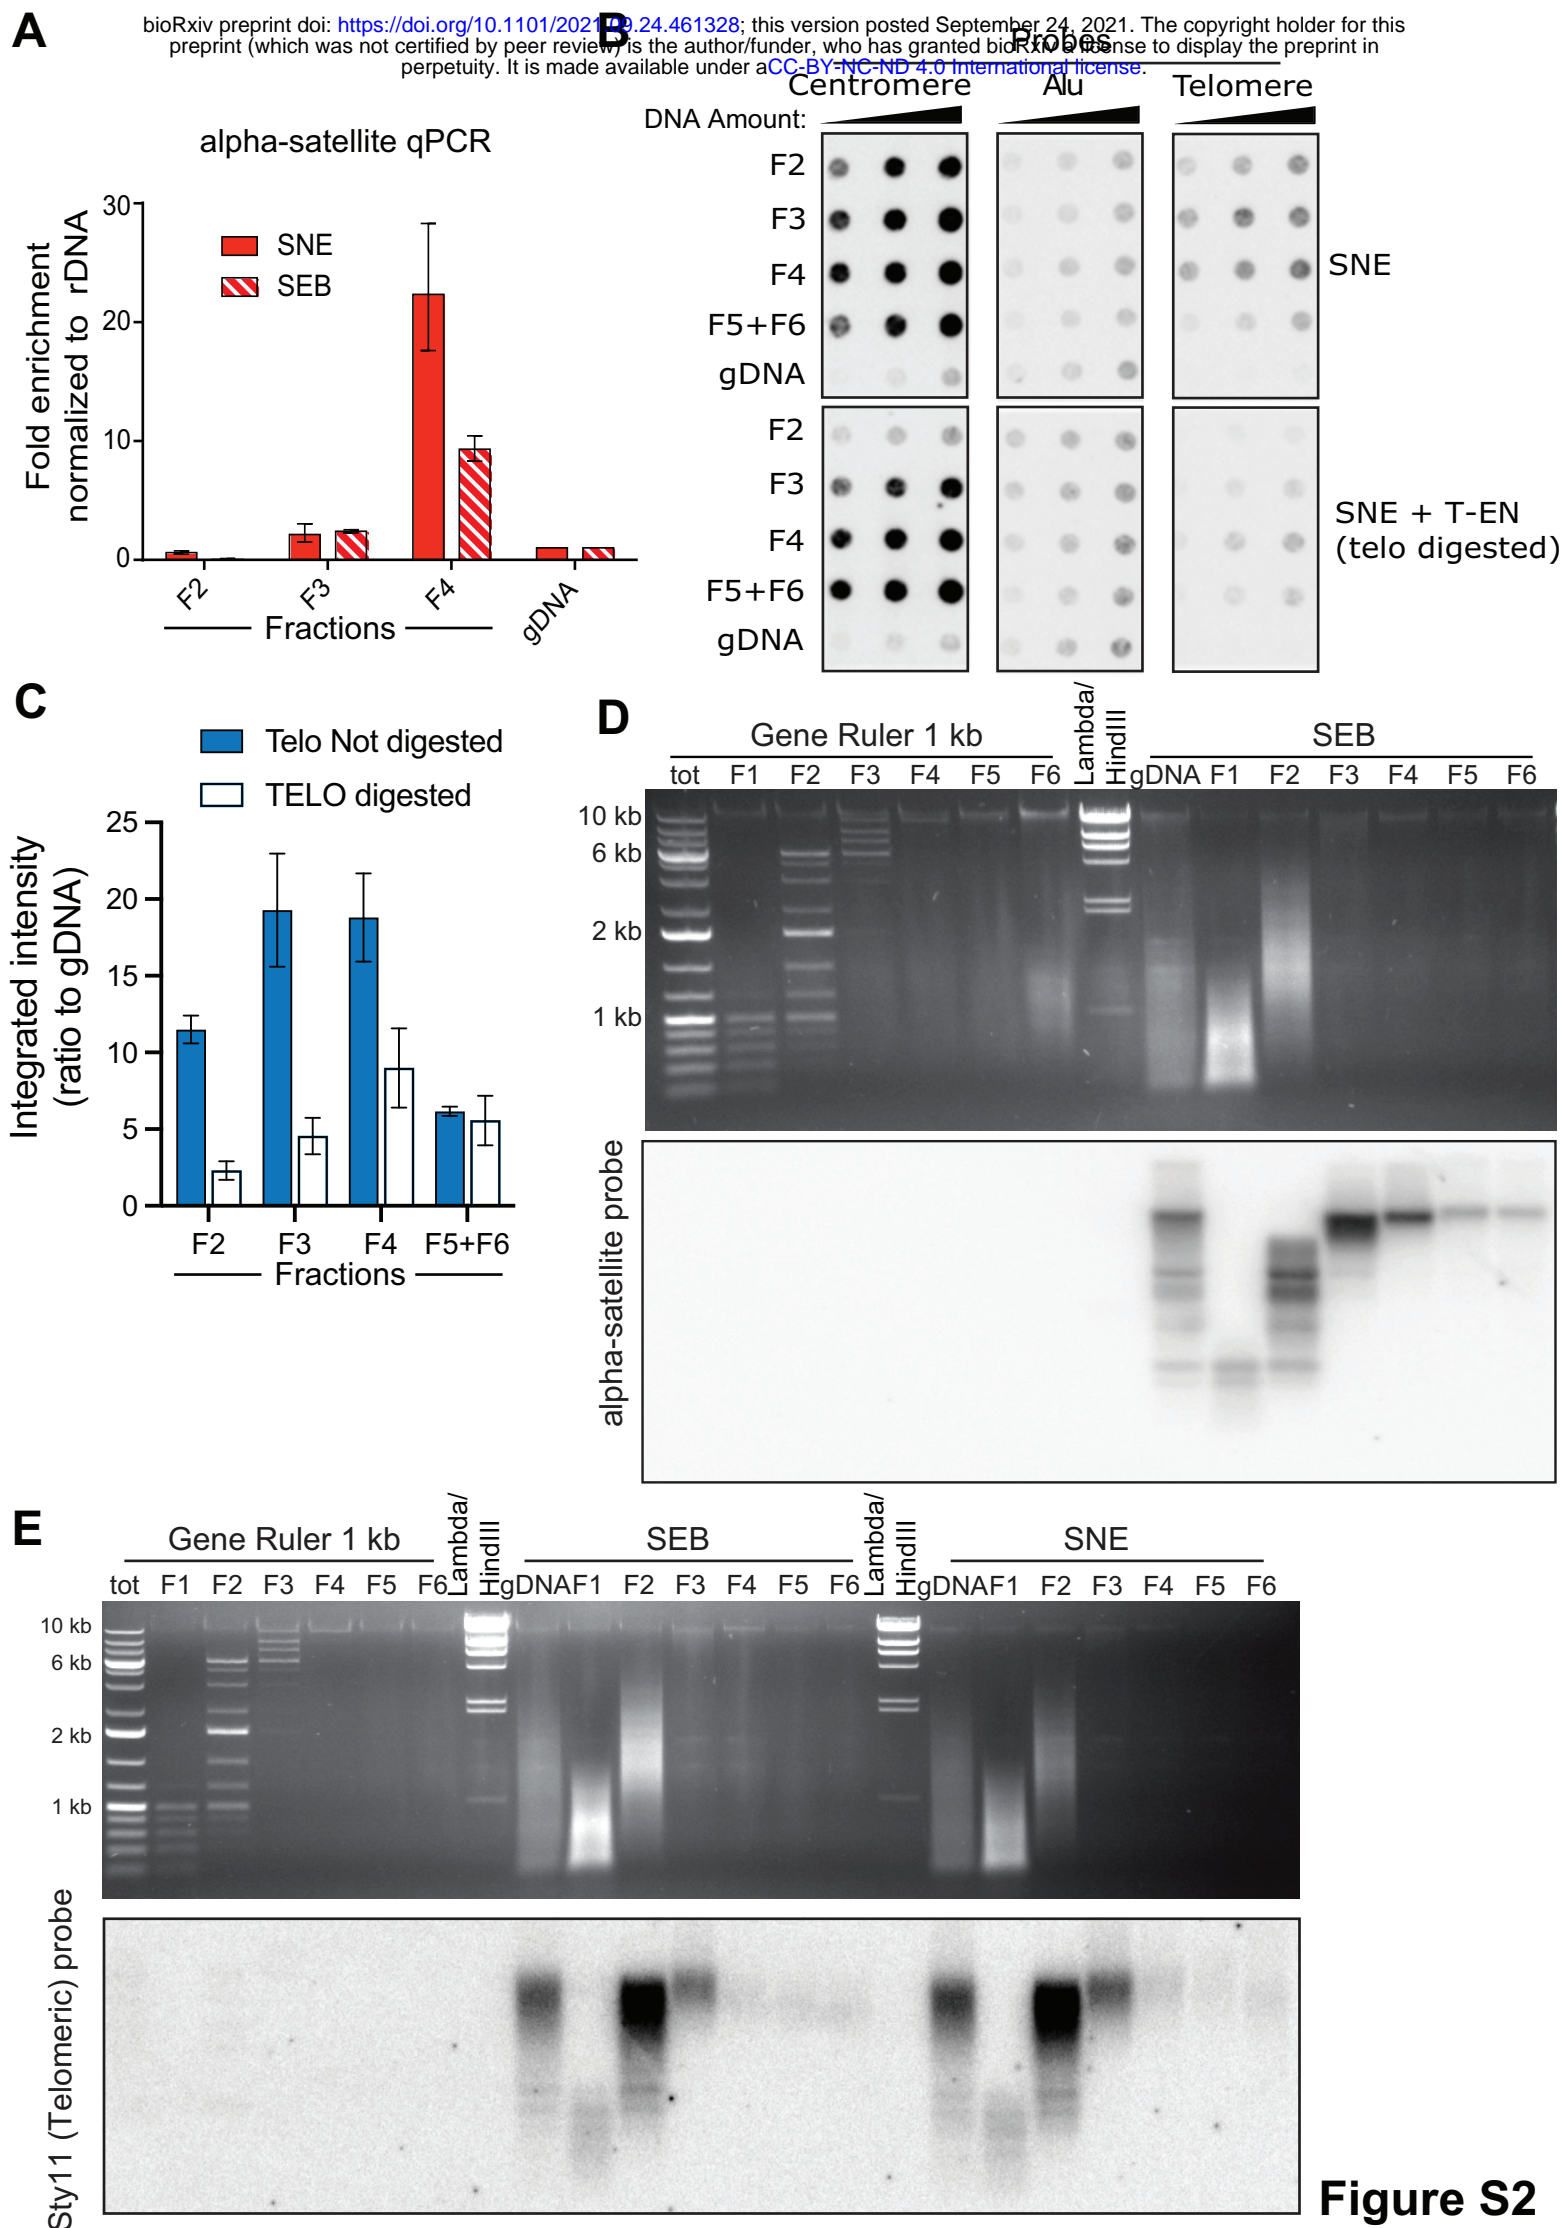 bioRxiv preprint doi: https://doi.org/10.1101/2021.09.24.461328; this version posted September 24, 2021. The copyright holder for this
preprint (which was not certified by peer review) is the author/funder, who has granted bioRxiv a license to display the preprint in
perpetuity. It is made available under aCC-BY-NC-ND 4.0 International license.
A
alpha-satellite qPCR
Fold enrichment
normalized to rDNA
30
20
10
0
SNE
SEB
F2
F3
F4
gDNA
Fractions
B
Probes
Centromere Alu Telomere
DNA Amount:
F2
F3
F4
F5+F6
gDNA
SNE
F2
F3
F4
F5+F6
gDNA
SNE + T-EN
(telo digested)
C
Telo Not digested
TELO digested
Integrated intensity
(ratio to gDNA)
25
20
15
10
5
0
F2 F3 F4 F5+F6
Fractions
D
Gene Ruler 1 kb
Lambda/
HindIII
SEB
tot F1 F2 F3 F4 F5 F6 gDNA F1 F2 F3 F4 F5 F6
10 kb
6 kb
2 kb
1 kb
alpha-satellite probe
E
Gene Ruler 1 kb
Lambda/
HindIII
SEB
Lambda/
HindIII
SNE
tot F1 F2 F3 F4 F5 F6 gDNA F1 F2 F3 F4 F5 F6 gDNA F1 F2 F3 F4 F5 F6
10 kb
6 kb
2 kb
1 kb
Sty11 (Telomeric) probe
Figure S2